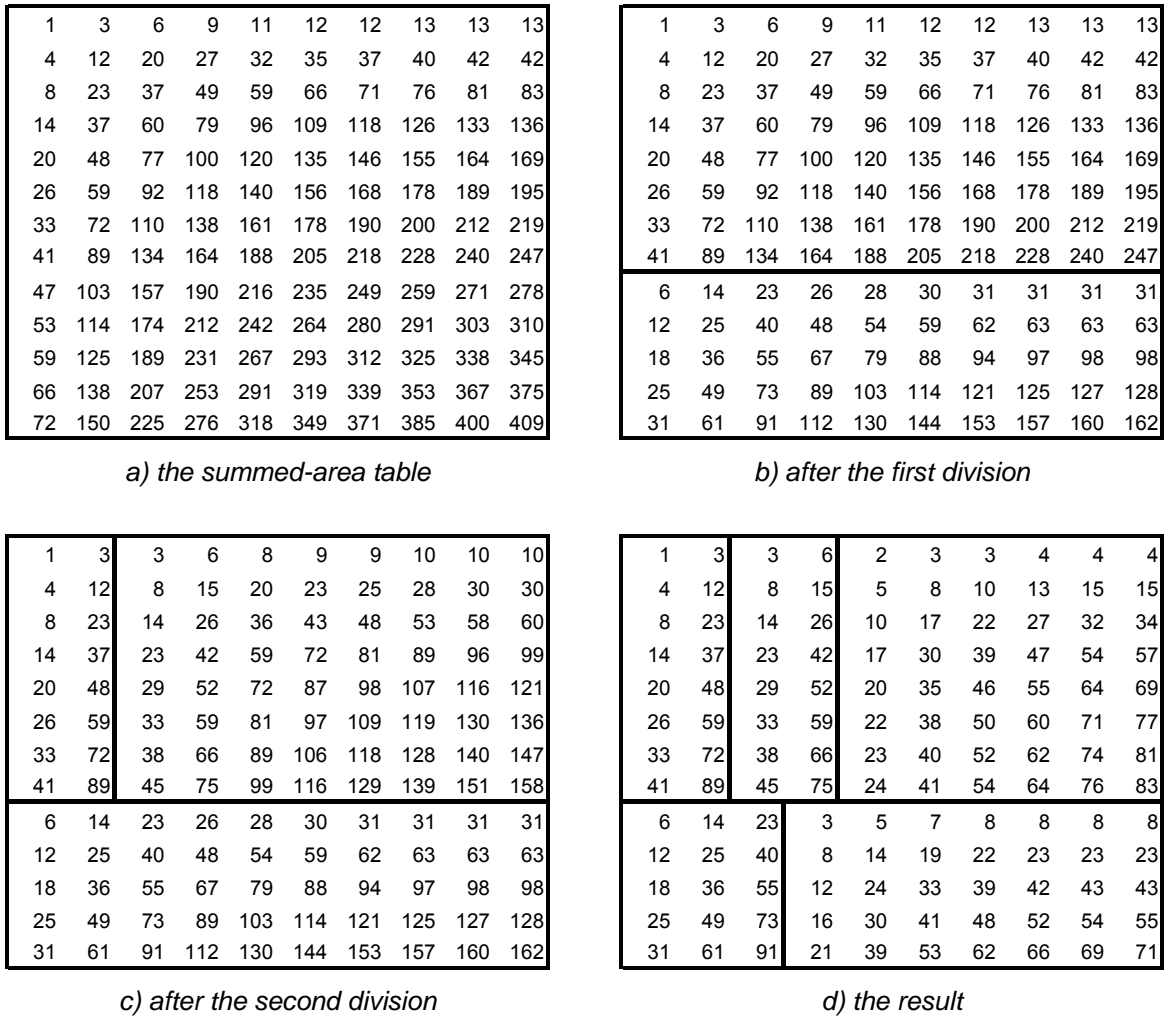 1 3 6 9 11 12 12 13 13 13
4 12 20 27 32 35 37 40 42 42
8 23 37 49 59 66 71 76 81 83
14 37 60 79 96 109 118 126 133 136
20 48 77 100 120 135 146 155 164 169
26 59 92 118 140 156 168 178 189 195
33 72 110 138 161 178 190 200 212 219
41 89 134 164 188 205 218 228 240 247
47 103 157 190 216 235 249 259 271 278
53 114 174 212 242 264 280 291 303 310
59 125 189 231 267 293 312 325 338 345
66 138 207 253 291 319 339 353 367 375
72 150 225 276 318 349 371 385 400 409
a) the summed-area table
1 3 6 9 11 12 12 13 13 13
4 12 20 27 32 35 37 40 42 42
8 23 37 49 59 66 71 76 81 83
14 37 60 79 96 109 118 126 133 136
20 48 77 100 120 135 146 155 164 169
26 59 92 118 140 156 168 178 189 195
33 72 110 138 161 178 190 200 212 219
41 89 134 164 188 205 218 228 240 247
6 14 23 26 28 30 31 31 31 31
12 25 40 48 54 59 62 63 63 63
18 36 55 67 79 88 94 97 98 98
25 49 73 89 103 114 121 125 127 128
31 61 91 112 130 144 153 157 160 162
b) after the first division
1 3 3 6 8 9 9 10 10 10
4 12 8 15 20 23 25 28 30 30
8 23 14 26 36 43 48 53 58 60
14 37 23 42 59 72 81 89 96 99
20 48 29 52 72 87 98 107 116 121
26 59 33 59 81 97 109 119 130 136
33 72 38 66 89 106 118 128 140 147
41 89 45 75 99 116 129 139 151 158
6 14 23 26 28 30 31 31 31 31
12 25 40 48 54 59 62 63 63 63
18 36 55 67 79 88 94 97 98 98
25 49 73 89 103 114 121 125 127 128
31 61 91 112 130 144 153 157 160 162
c) after the second division
1 3 3 6 2 3 3 4 4 4
4 12 8 15 5 8 10 13 15 15
8 23 14 26 10 17 22 27 32 34
14 37 23 42 17 30 39 47 54 57
20 48 29 52 20 35 46 55 64 69
26 59 33 59 22 38 50 60 71 77
33 72 38 66 23 40 52 62 74 81
41 89 45 75 24 41 54 64 76 83
6 14 23 3 5 7 8 8 8 8
12 25 40 8 14 19 22 23 23 23
18 36 55 12 24 33 39 42 43 43
25 49 73 16 30 41 48 52 54 55
31 61 91 21 39 53 62 66 69 71
d) the result